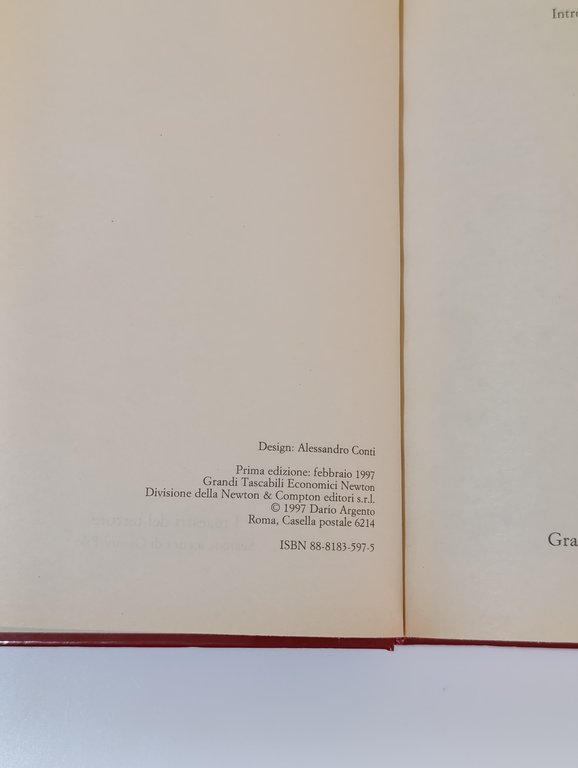 Design: Alessandro Conti
Prima edizione: febbraio 1997
Grandi Tascabili Economici Newton
Divisione della Newton & Compton editori s.r.l.
© 1997 Dario Argento
Roma, Casella postale 6214
ISBN 88-8183-597-5
Intro
Gra